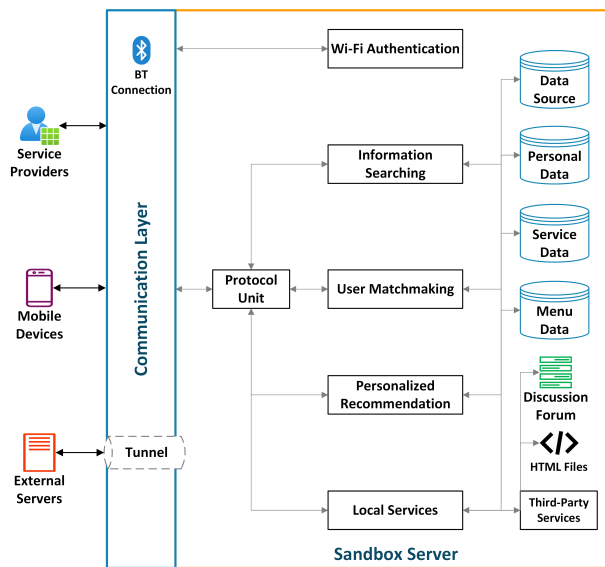 BT
Connection
Wi-Fi Authentication
Data
Source
Service
Providers
Information
Searching
Personal
Data
Communication Layer
Service
Data
Protocol
Unit
User Matchmaking
Mobile
Devices
Menu
Data
Personalized
Recommendation
Discussion
Forum
Tunnel
HTML Files
External
Servers
Local Services
Third-Party
Services
Sandbox Server